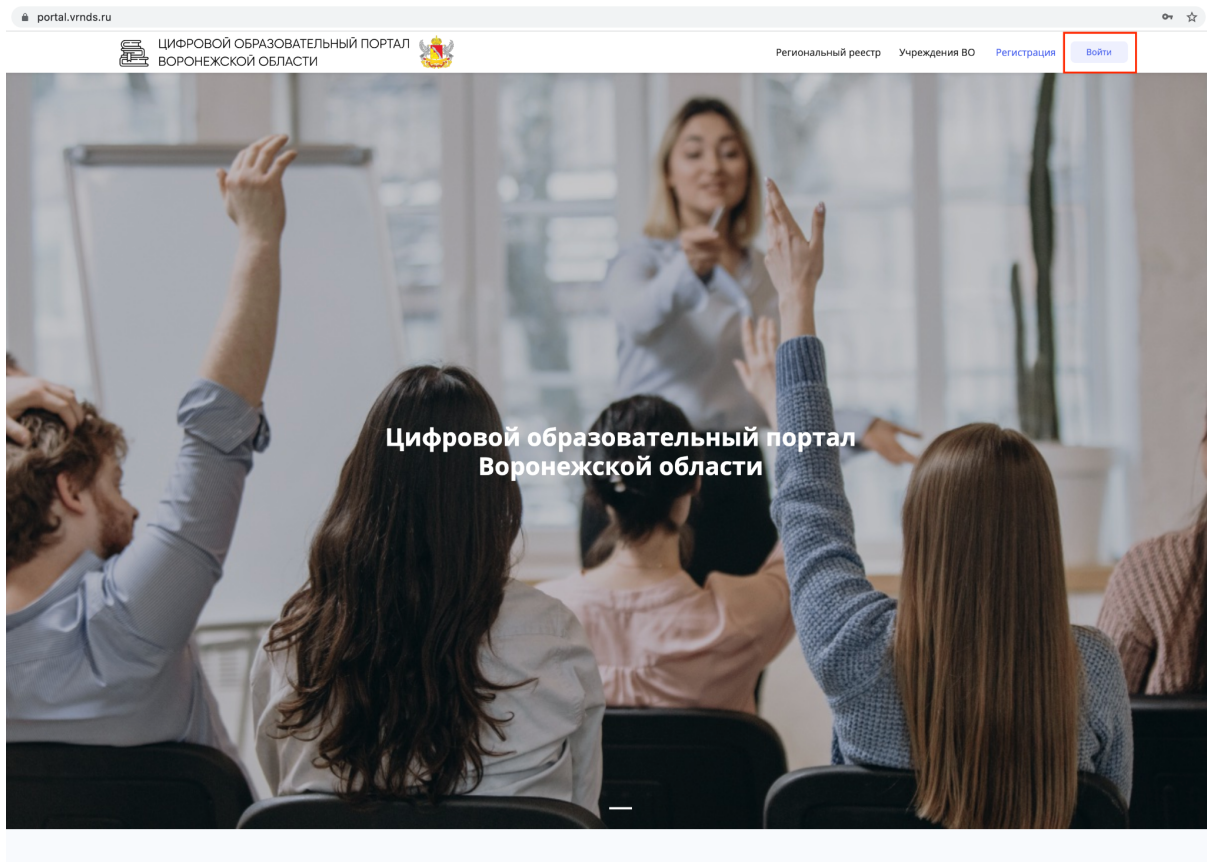 portal.vrnds.ru
ЦИФРОВОЙ ОБРАЗОВАТЕЛЬНЫЙ ПОРТАЛ
ВОРОНЕЖСКОЙ ОБЛАСТИ
Региональный реестр Учреждения ВО Регистрация Войти
Цифровой образовательный портал
Воронежской области